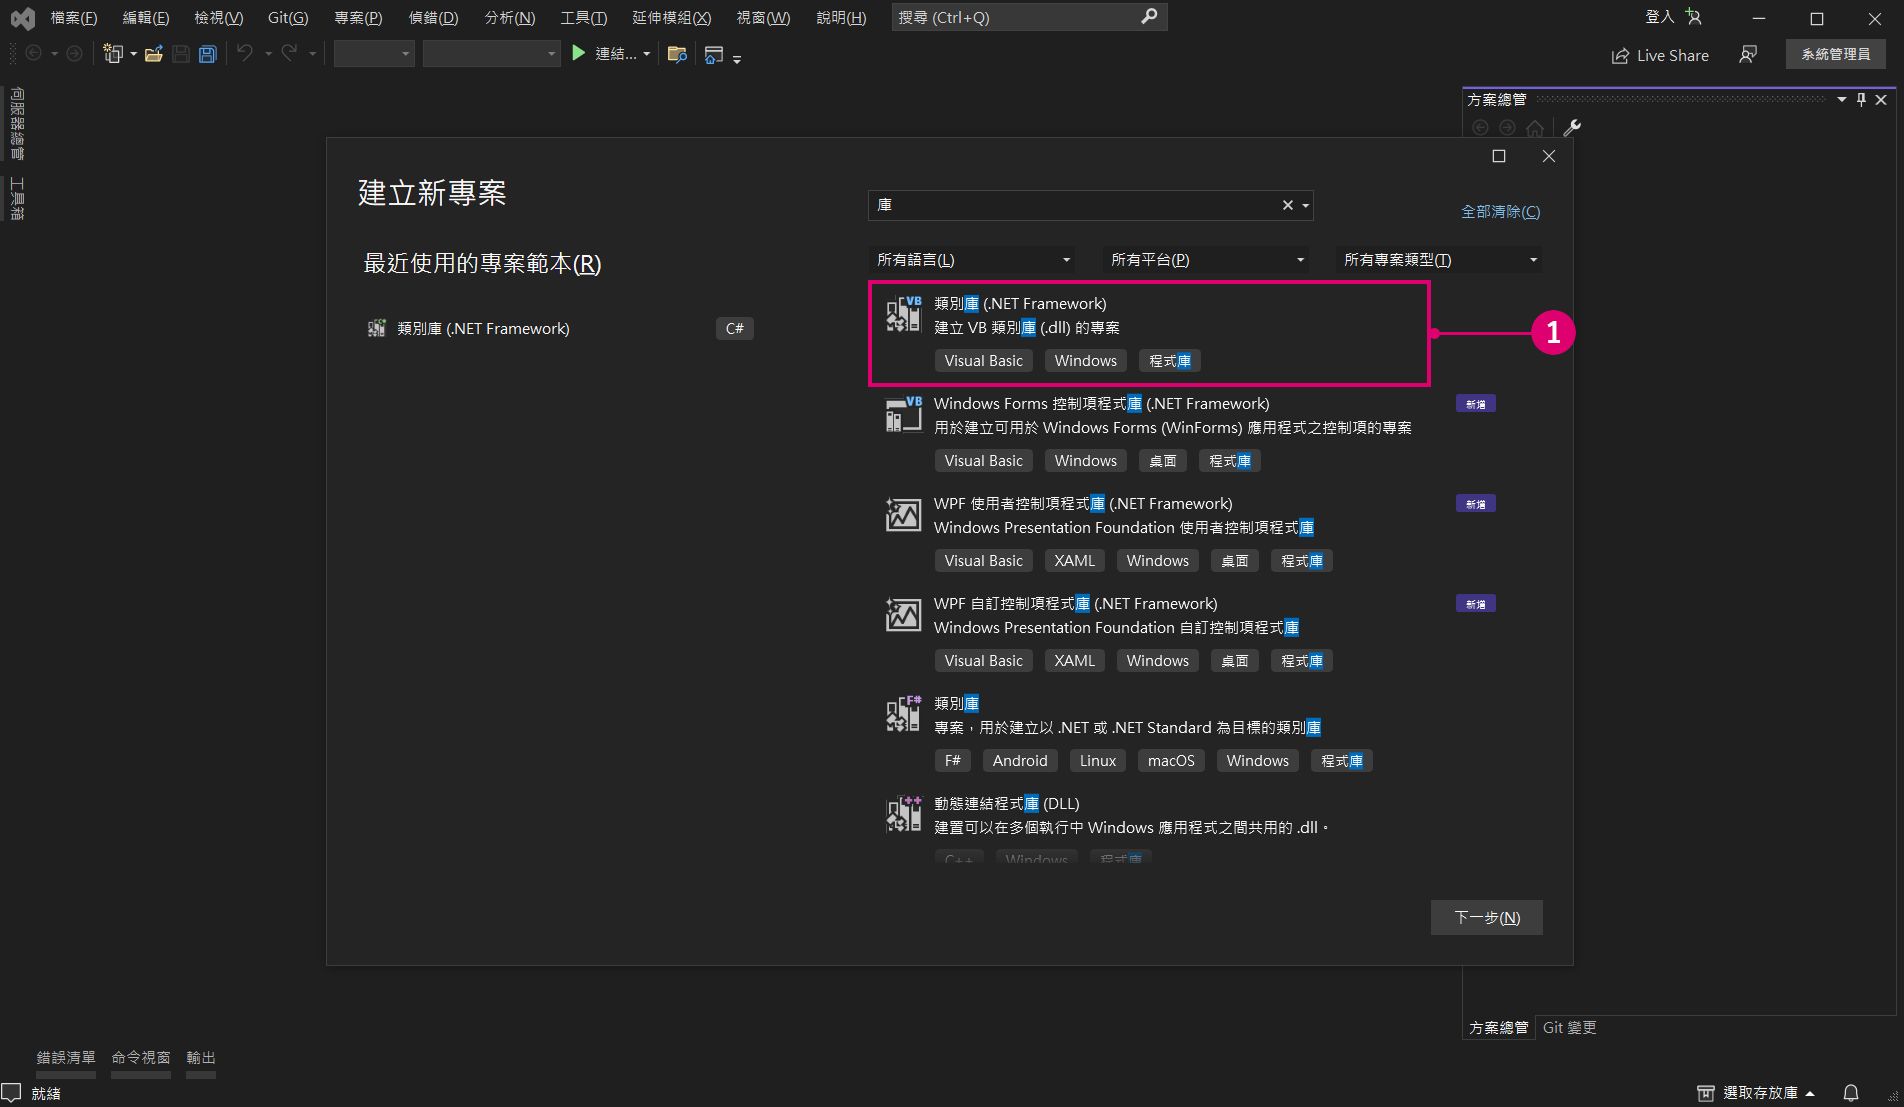 檔案(F) 編輯(E) 檢視(V) Git(G) 專案(P) 偵錯(D) 分析(N) 工具(T) 延伸模組(X) 視窗(W) 說明(H) 搜尋 (Ctrl+Q) 登入
連結... Live Share 系統管理員
伺服器總管
工具箱
方案總管
建立新專案
庫
全部清除(C)
最近使用的專案範本(R)
所有語言(L) 所有平台(P) 所有專案類型(T)
類別庫 (.NET Framework) C#
VB
類別庫 (.NET Framework)
建立 VB 類別庫 (.dll) 的專案
Visual Basic Windows 程式庫
1
VB
Windows Forms 控制項程式庫 (.NET Framework) 新增
用於建立可用於 Windows Forms (WinForms) 應用程式之控制項的專案
Visual Basic Windows 桌面 程式庫
WPF 使用者控制項程式庫 (.NET Framework) 新增
Windows Presentation Foundation 使用者控制項程式庫
Visual Basic XAML Windows 桌面 程式庫
WPF 自訂控制項程式庫 (.NET Framework) 新增
Windows Presentation Foundation 自訂控制項程式庫
Visual Basic XAML Windows 桌面 程式庫
F#
類別庫
專案，用於建立以 .NET 或 .NET Standard 為目標的類別庫
F# Android Linux macOS Windows 程式庫
++
動態連結程式庫 (DLL)
建置可以在多個執行中 Windows 應用程式之間共用的 .dll。
C++ Windows 程式庫
下一步(N)
方案總管 Git 變更
錯誤清單 命令視窗 輸出
就緒 選取存放庫